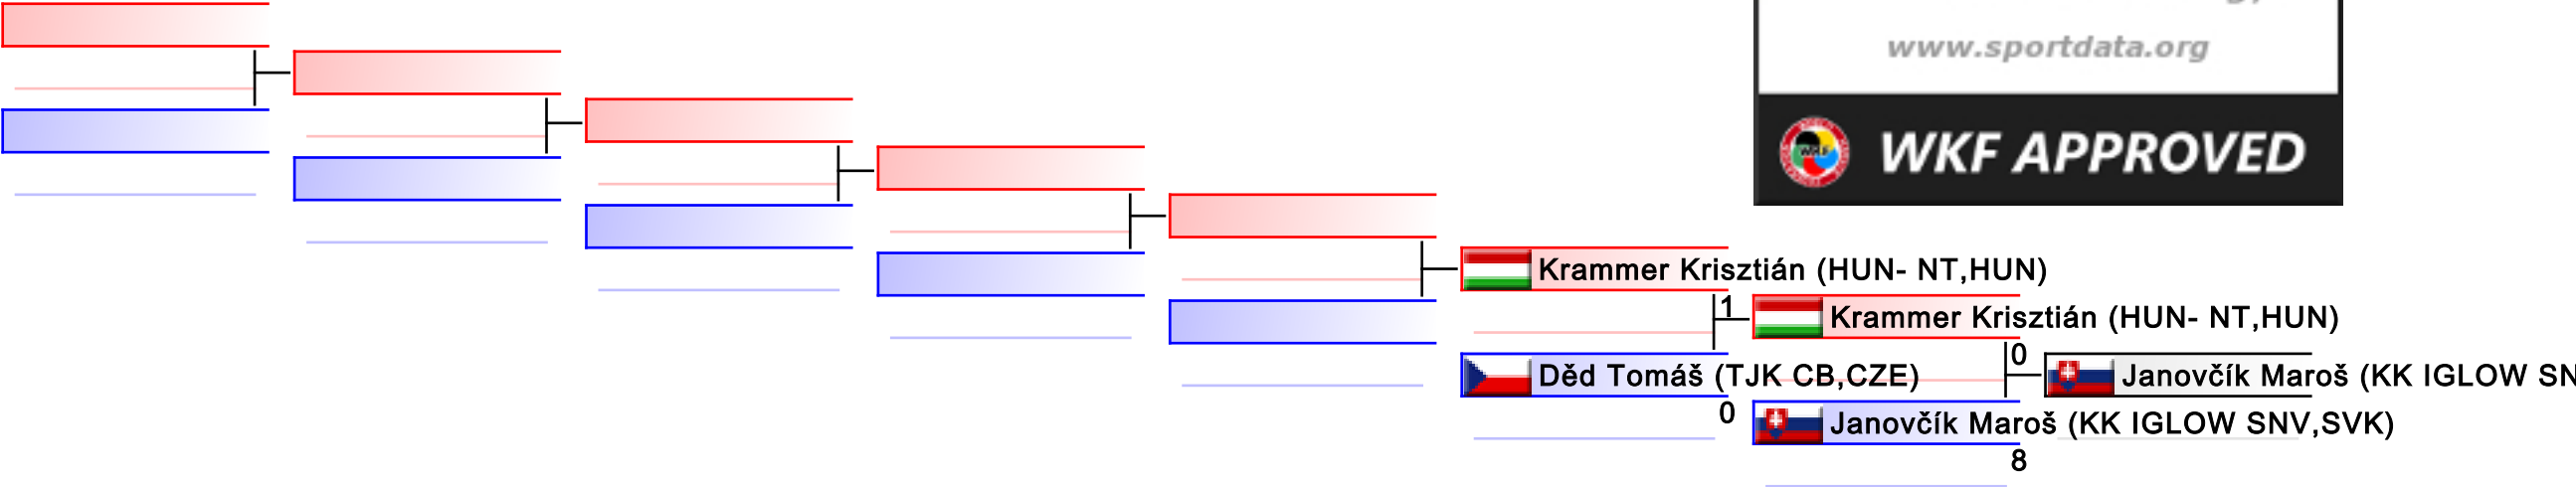 www.sportdata.org
WKF APPROVED
Krammer Krisztián (HUN- NT,HUN)
1
Krammer Krisztián (HUN- NT,HUN)
0
Děd Tomáš (TJK CB,CZE)
Janovčík Maroš (KK IGLOW SN
0
Janovčík Maroš (KK IGLOW SNV,SVK)
8